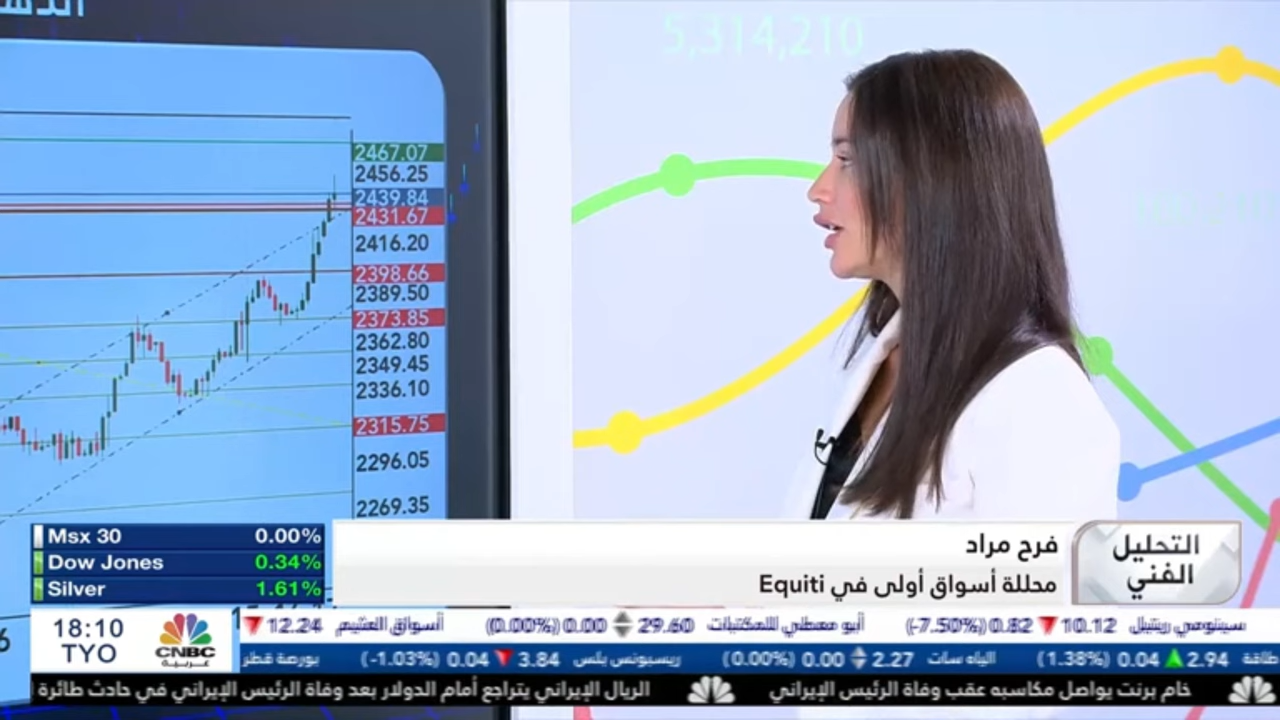 5,314,210
2467.07
2456.25
2439.84
2431.67
2416.20
2398.66
2389.50
2373.85
2362.80
2349.45
2336.10
2315.75
2296.05
2269.35
Msx 30 0.00%
Dow Jones 0.34%
Silver 1.61%
التحليل الفني
فرح مراد
محللة أسواق أولى في Equiti
18:10
TYO
CNBC
عربية
سينومي ريتيل 10.12 0.82 (-7.50%) أبو معطي للمكتبات 29.60 0.00 (0.00%) أسواق العثيم 12.24
طاقة 2.94 0.04 (1.38%) 2.27 0.00 (0.00%) ريسبونس بلس 3.84 0.04 (-1.03%) بورصة قطر
خام برنت يواصل مكاسبه عقب وفاة الرئيس الإيراني الريال الإيراني يتراجع أمام الدولار بعد وفاة الرئيس الإيراني في حادث طائرة